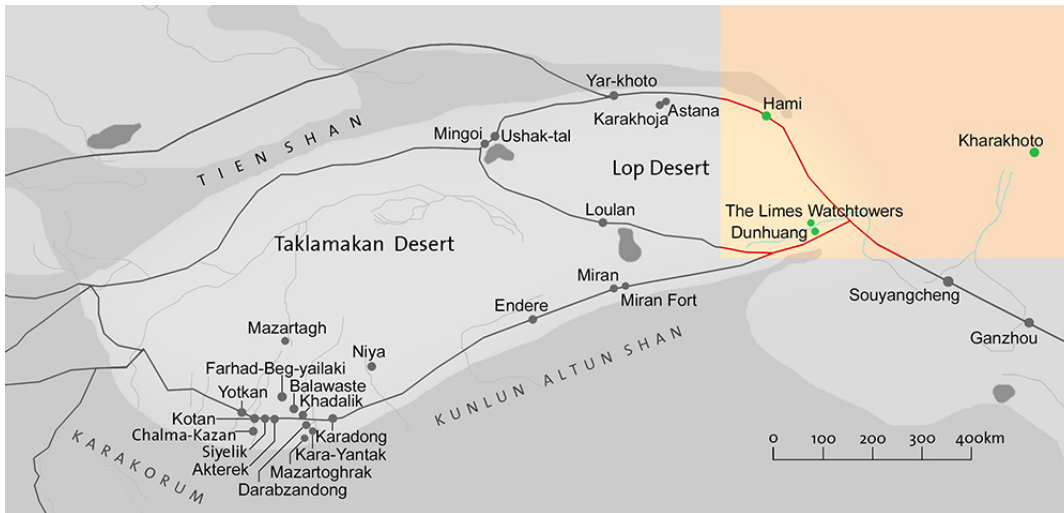 Yar-khoto
Astana
Karakhoja
Hami
Mingoi
Ushak-tal
Kharakhoto
TIEN SHAN
Lop Desert
Loulan
The Limes Watchtowers
Dunhuang
Taklamakan Desert
Miran
Miran Fort
Souyangcheng
Endere
Ganzhou
Mazartagh
Niya
KUNLUN ALTUN SHAN
Farhad-Beg-yailaki
Balawaste
Yotkan
Khadalik
Kotan
Karadong
Chalma-Kazan
Siyelik
Kara-Yantak
Akterek
Mazartoghrak
Darabzandong
KARAKORUM
0 100 200 300 400km